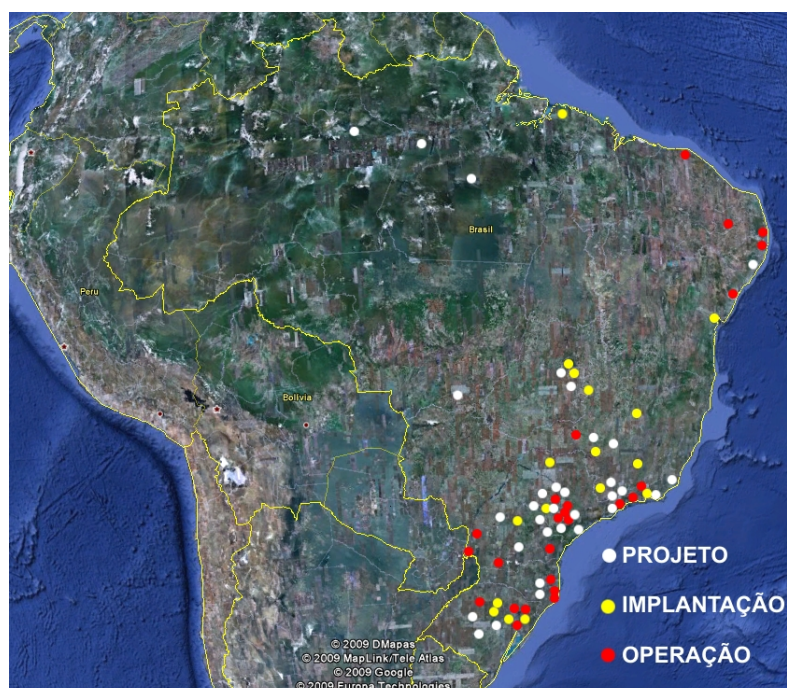 Brasil
Peru
Bolivia
PROJETO
IMPLANTAÇÃO
OPERAÇÃO
© 2009 DMapas
© 2009 MapLink/Tele Atlas
© 2009 Google
© 2009 Europa Technologies